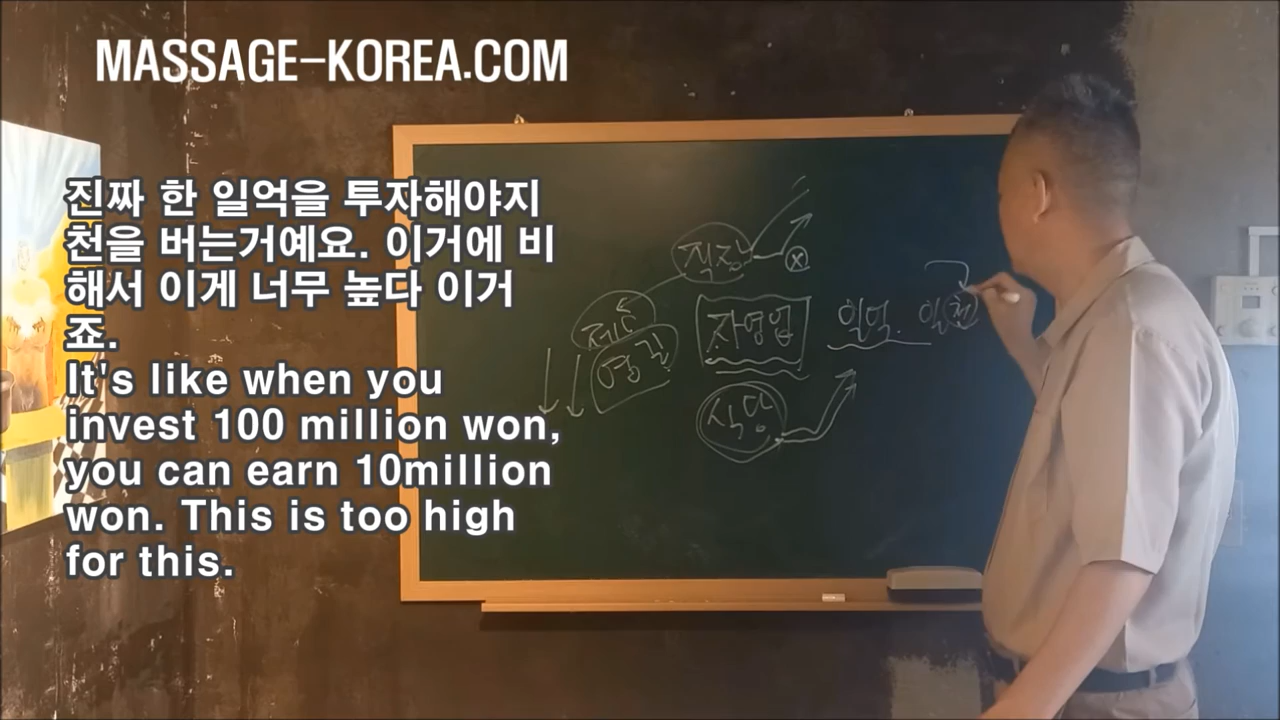 MASSAGE-KOREA.COM
진짜 한 일억을 투자해야지
천을 버는거예요. 이거에 비
해서 이게 너무 높다 이거
죠.
It's like when you
invest 100 million won,
you can earn 10million
won. This is too high
for this.
직장
자영업
일억. 일천
식당